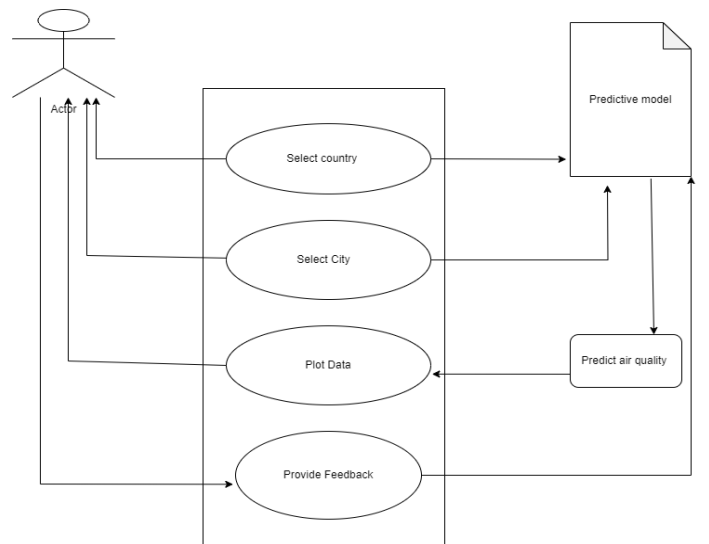 Actor
Predictive model
Select country
Select City
Plot Data
Predict air quality
Provide Feedback